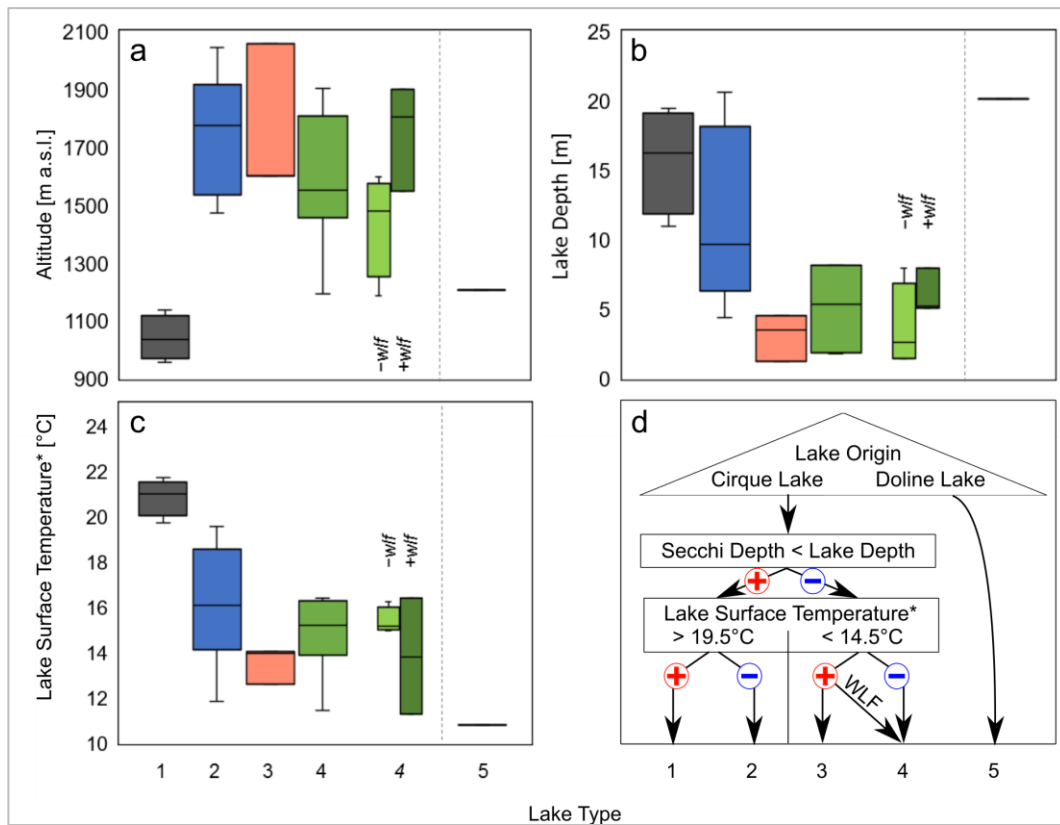 a
2100
1900
1700
1500
1300
1100
900
Altitude [m a.s.l.]
−wlf
+wlf
b
25
20
15
10
5
0
Lake Depth [m]
−wlf
+wlf
c
24
22
20
18
16
14
12
10
Lake Surface Temperature* [°C]
−wlf
+wlf
1 2 3 4 4 5
d
Lake Origin
Cirque Lake Doline Lake
Secchi Depth < Lake Depth
+ −
Lake Surface Temperature*
> 19.5°C < 14.5°C
+ − + −
WLF
1 2 3 4 5
Lake Type